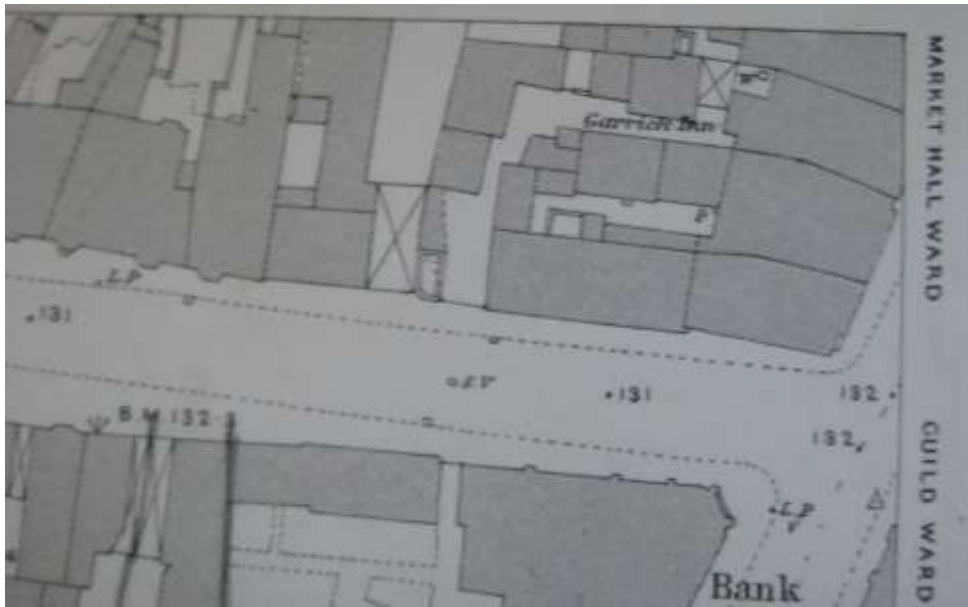 MARKET HALL WARD
W
Garrick Inn
P
L.P
131
S.V
131
132
B.M.132
132
GUILD WARD
L.P
Bank